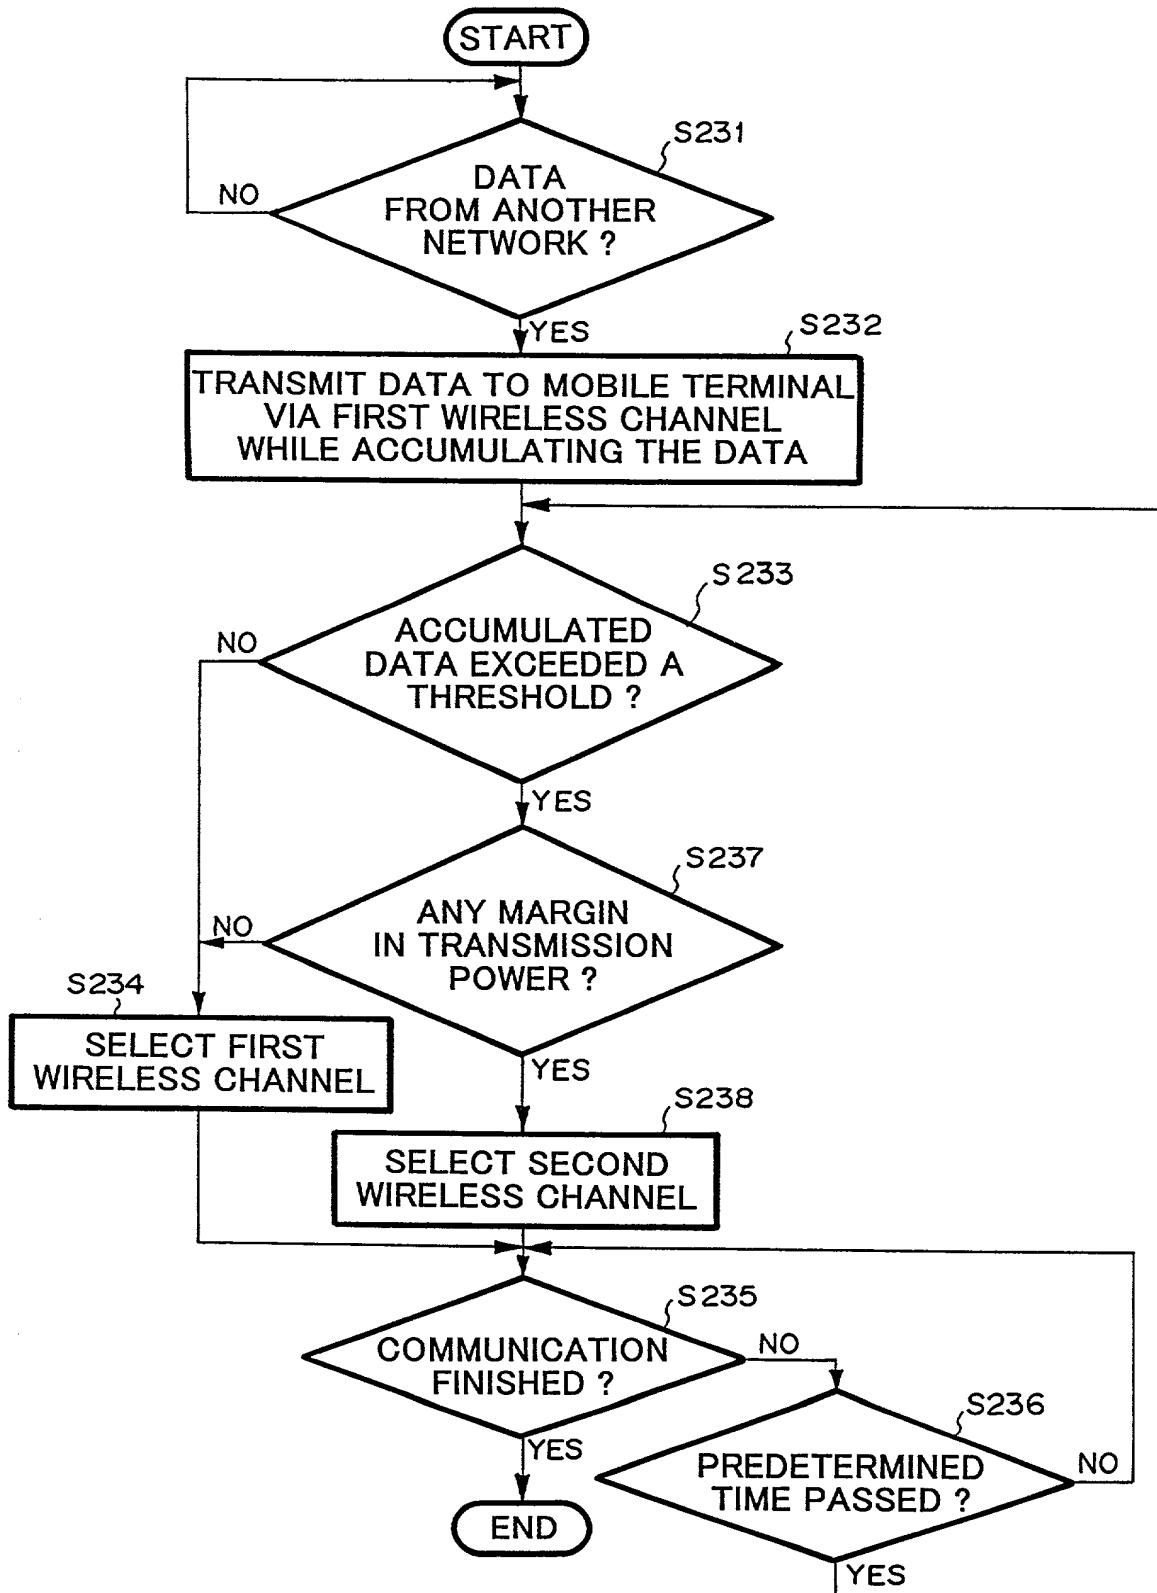 START
S231
DATA
FROM ANOTHER
NETWORK ?
NO
YES
S232
TRANSMIT DATA TO MOBILE TERMINAL
VIA FIRST WIRELESS CHANNEL
WHILE ACCUMULATING THE DATA
S233
NO
ACCUMULATED
DATA EXCEEDED A
THRESHOLD ?
YES
S237
ANY MARGIN
IN TRANSMISSION
POWER ?
NO
S234
SELECT FIRST
WIRELESS CHANNEL
YES
S238
SELECT SECOND
WIRELESS CHANNEL
S235
COMMUNICATION
FINISHED ?
NO
S236
YES
PREDETERMINED
TIME PASSED ?
NO
END
YES